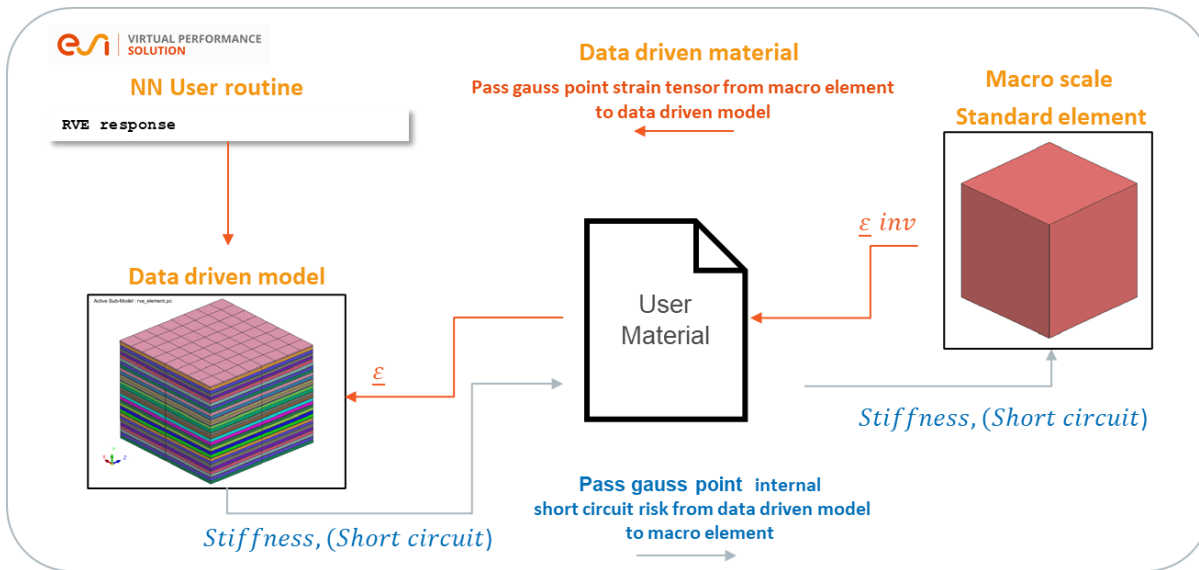 esi
VIRTUAL PERFORMANCE
SOLUTION
NN User routine
RVE response
Data driven material
Pass gauss point strain tensor from macro element
to data driven model
Macro scale
Standard element
ε inv
User
Material
Data driven model
Active Sub-Model : rve_element.pc
X
Y
Z
ε
Stiffness, (Short circuit)
Stiffness, (Short circuit)
Pass gauss point internal
short circuit risk from data driven model
to macro element